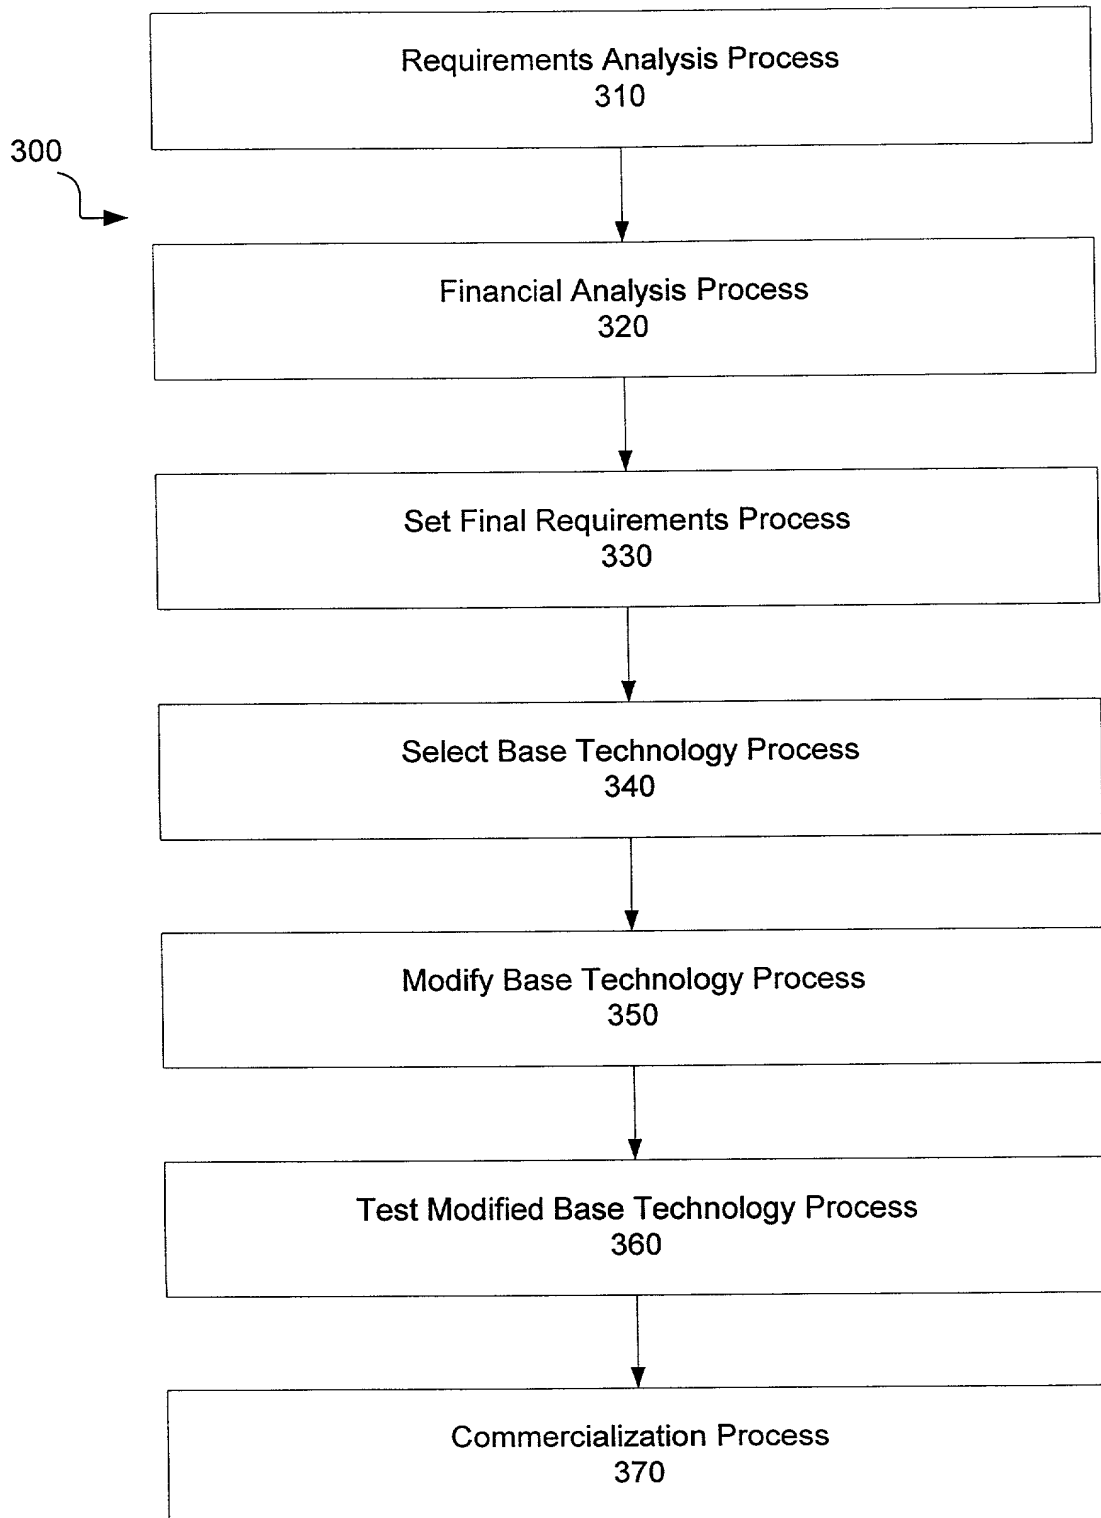 Requirements Analysis Process
310
300
Financial Analysis Process
320
Set Final Requirements Process
330
Select Base Technology Process
340
Modify Base Technology Process
350
Test Modified Base Technology Process
360
Commercialization Process
370